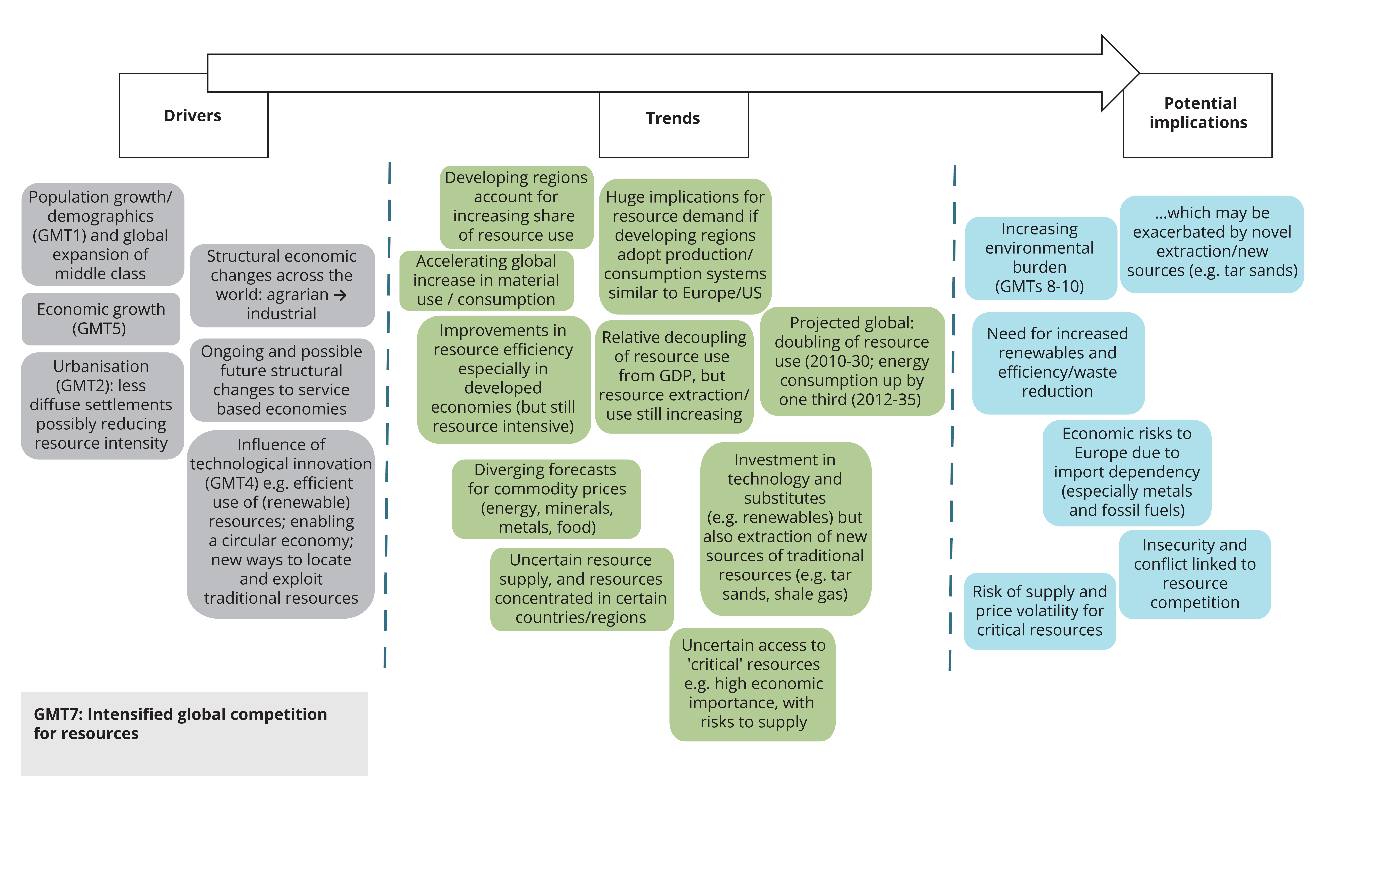 Drivers
Trends
Potential
implications
Population growth/
demographics
(GMT1) and global
expansion of
middle class
Economic growth
(GMT5)
Urbanisation
(GMT2): less
diffuse settlements
possibly reducing
resource intensity
Structural economic
changes across the
world: agrarian →
industrial
Ongoing and possible
future structural
changes to service
based economies
Influence of
technological innovation
(GMT4) e.g. efficient
use of (renewable)
resources; enabling
a circular economy;
new ways to locate
and exploit
traditional resources
Developing regions
account for
increasing share
of resource use
Accelerating global
increase in material
use / consumption
Improvements in
resource efficiency
especially in
developed
economies (but still
resource intensive)
Huge implications for
resource demand if
developing regions
adopt production/
consumption systems
similar to Europe/US
Relative decoupling
of resource use
from GDP, but
resource extraction/
use still increasing
Projected global:
doubling of resource
use (2010-30; energy
consumption up by
one third (2012-35)
Diverging forecasts
for commodity prices
(energy, minerals,
metals, food)
Uncertain resource
supply, and resources
concentrated in certain
countries/regions
Investment in
technology and
substitutes
(e.g. renewables) but
also extraction of new
sources of traditional
resources (e.g. tar
sands, shale gas)
Uncertain access to
'critical' resources
e.g. high economic
importance, with
risks to supply
Increasing
environmental
burden
(GMTs 8-10)
...which may be
exacerbated by novel
extraction/new
sources (e.g. tar sands)
Need for increased
renewables and
efficiency/waste
reduction
Economic risks to
Europe due to
import dependency
(especially metals
and fossil fuels)
Insecurity and
conflict linked to
resource
competition
Risk of supply and
price volatility for
critical resources
GMT7: Intensified global competition
for resources